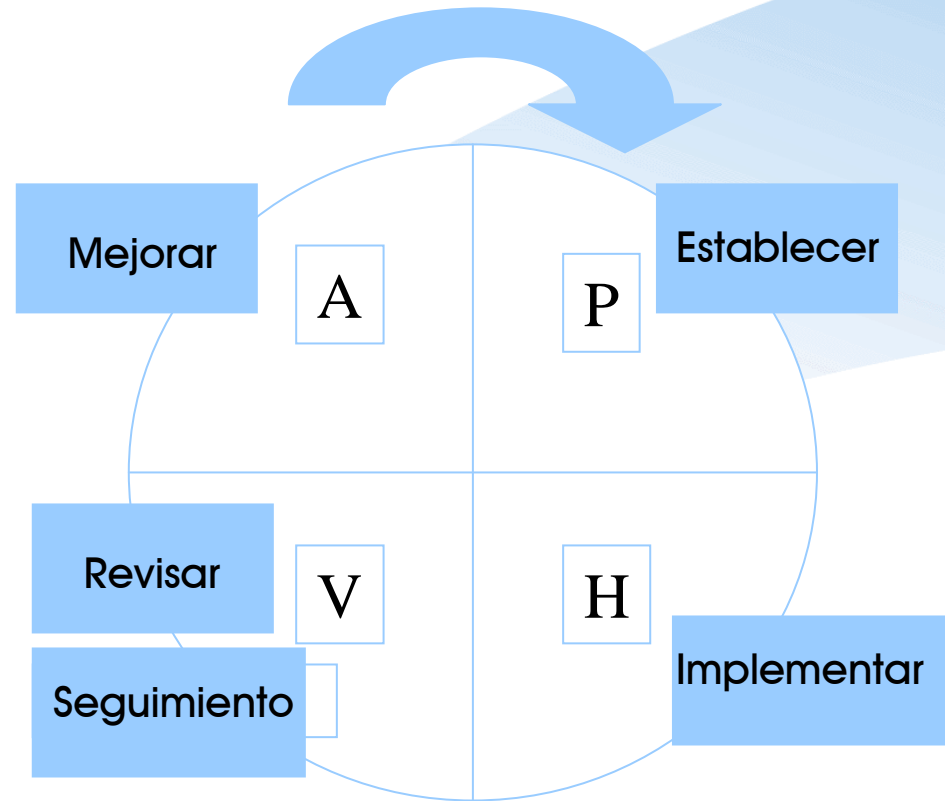 Mejorar
Establecer
A
P
Revisar
V
H
Seguimiento
Implementar